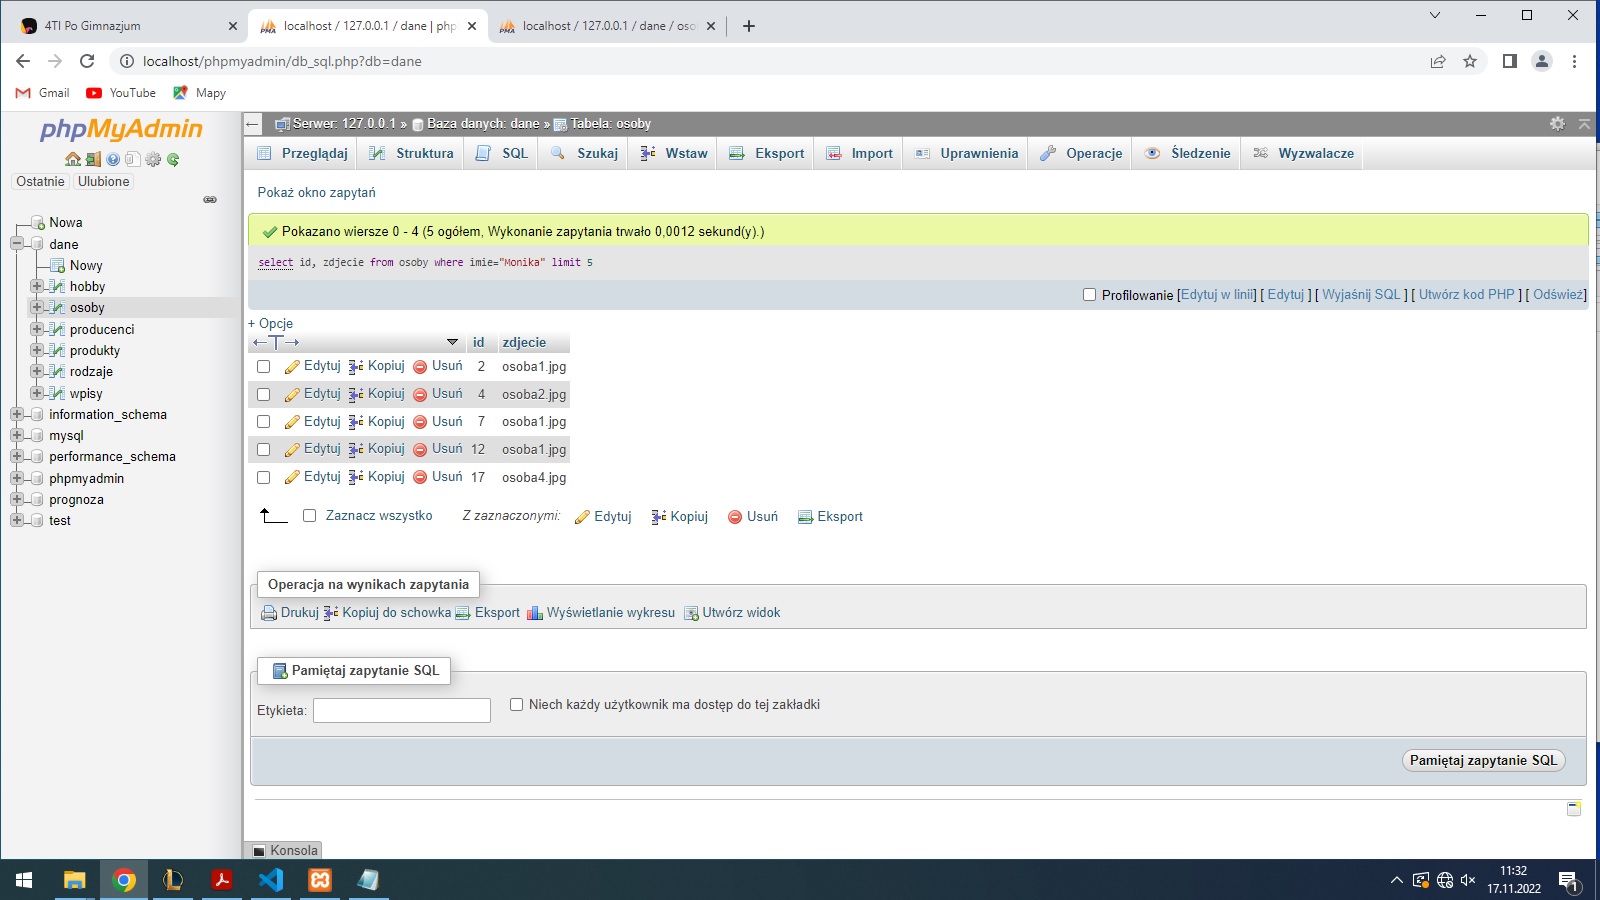 4TI Po Gimnazjum
localhost / 127.0.0.1 / dane | php
localhost / 127.0.0.1 / dane / oso
localhost/phpmyadmin/db_sql.php?db=dane
Gmail YouTube Mapy
phpMyAdmin
Ostatnie Ulubione
Nowa
dane
Nowy
hobby
osoby
producenci
produkty
rodzaje
wpisy
information_schema
mysql
performance_schema
phpmyadmin
prognoza
test
Serwer: 127.0.0.1 » Baza danych: dane » Tabela: osoby
Przeglądaj Struktura SQL Szukaj Wstaw Eksport Import Uprawnienia Operacje Śledzenie Wyzwalacze
Pokaż okno zapytań
Pokazano wiersze 0 - 4 (5 ogółem, Wykonanie zapytania trwało 0,0012 sekund(y).)
select id, zdjecie from osoby where imie="Monika" limit 5
Profilowanie [Edytuj w linii] [ Edytuj ] [ Wyjaśnij SQL ] [ Utwórz kod PHP ] [ Odśwież]
+ Opcje
←T→ id zdjecie
Edytuj Kopiuj Usuń 2 osoba1.jpg
Edytuj Kopiuj Usuń 4 osoba2.jpg
Edytuj Kopiuj Usuń 7 osoba1.jpg
Edytuj Kopiuj Usuń 12 osoba1.jpg
Edytuj Kopiuj Usuń 17 osoba4.jpg
Zaznacz wszystko Z zaznaczonymi: Edytuj Kopiuj Usuń Eksport
Operacja na wynikach zapytania
Drukuj Kopiuj do schowka Eksport Wyświetlanie wykresu Utwórz widok
Pamiętaj zapytanie SQL
Etykieta: Niech każdy użytkownik ma dostęp do tej zakładki
Pamiętaj zapytanie SQL
Konsola
11:32
17.11.2022
1